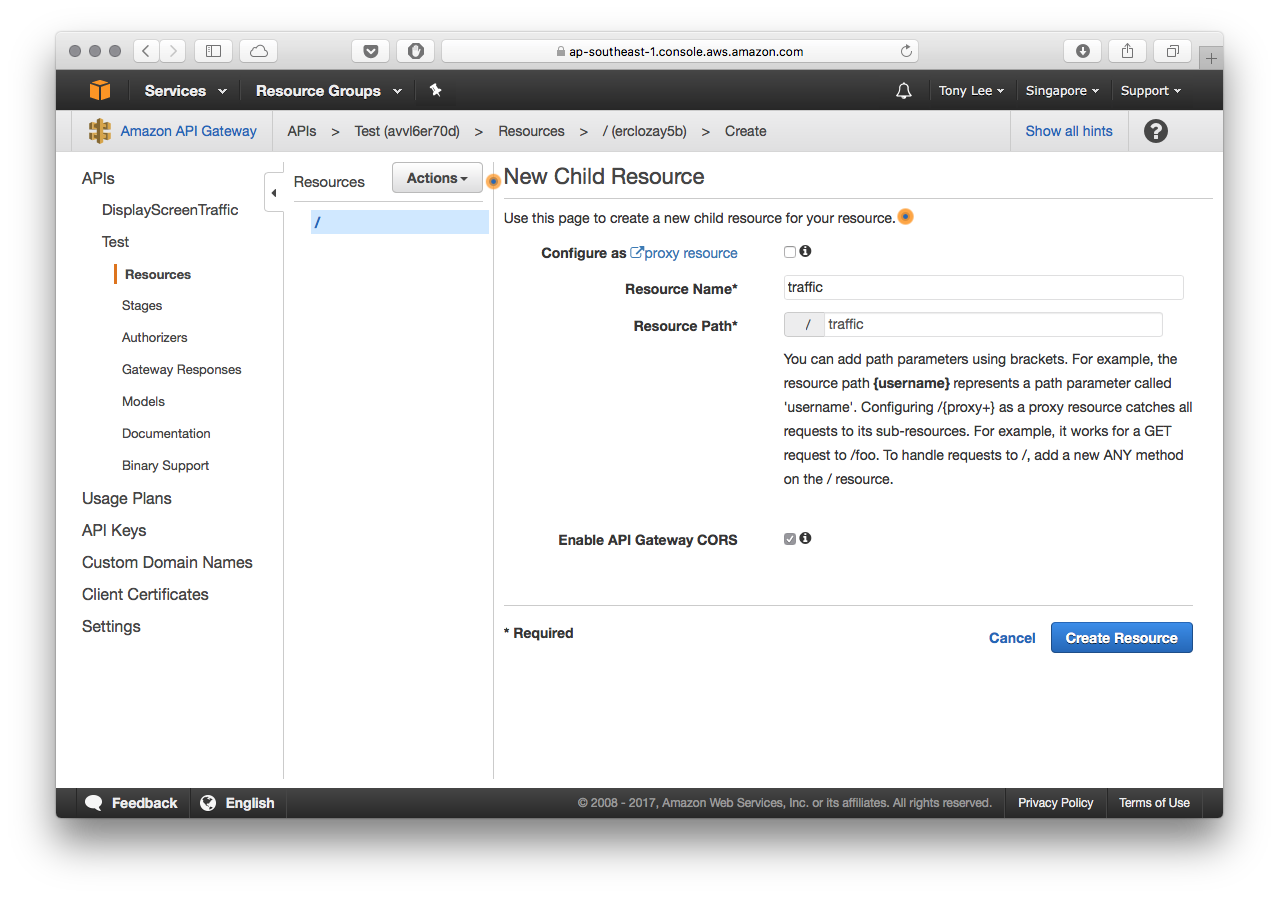 ap-southeast-1.console.aws.amazon.com
Services
Resource Groups
Tony Lee
Singapore
Support
Amazon API Gateway
APIs > Test (avvl6er70d) > Resources > / (erclozay5b) > Create
Show all hints
?
APIs
DisplayScreenTraffic
Test
Resources
Stages
Authorizers
Gateway Responses
Models
Documentation
Binary Support
Usage Plans
API Keys
Custom Domain Names
Client Certificates
Settings
Resources
Actions
/
New Child Resource
Use this page to create a new child resource for your resource.
Configure as proxy resource
Resource Name* traffic
Resource Path* / traffic
You can add path parameters using brackets. For example, the
resource path {username} represents a path parameter called
'username'. Configuring /{proxy+} as a proxy resource catches all
requests to its sub-resources. For example, it works for a GET
request to /foo. To handle requests to /, add a new ANY method
on the / resource.
Enable API Gateway CORS
* Required
Cancel
Create Resource
Feedback
English
© 2008 - 2017, Amazon Web Services, Inc. or its affiliates. All rights reserved.
Privacy Policy
Terms of Use